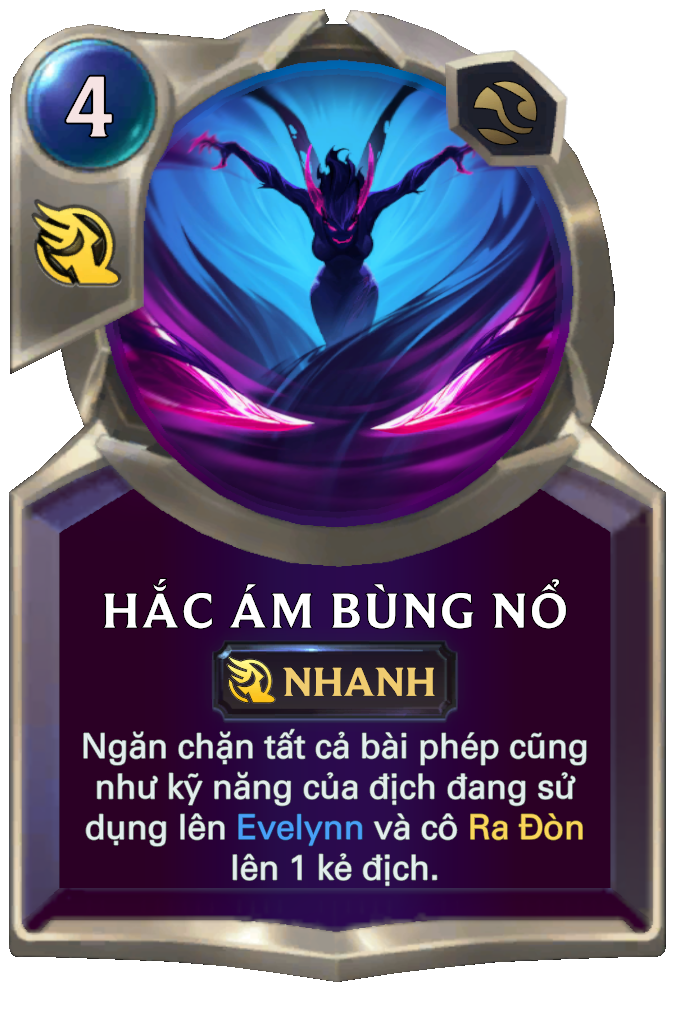 4
HẮC ÁM BÙNG NỔ
NHANH
Ngăn chặn tất cả bài phép cũng
như kỹ năng của địch đang sử
dụng lên Evelynn và cô Ra Đòn
lên 1 kẻ địch.